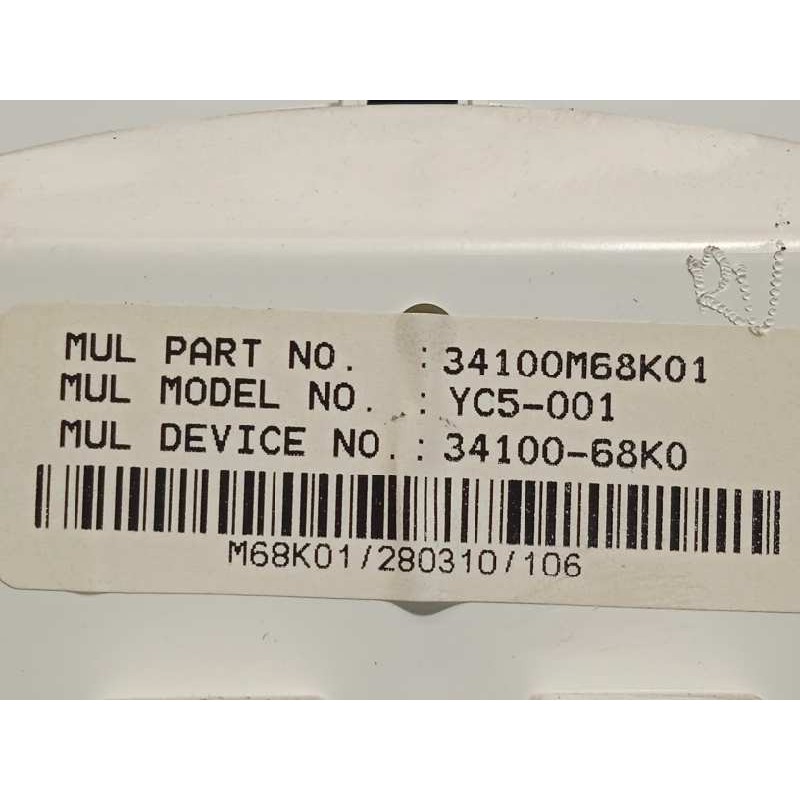 MUL PART NO. :34100M68K01
MUL MODEL NO. : YC5-001
MUL DEVICE NO.:34100-68K0
M68K01/280310/106